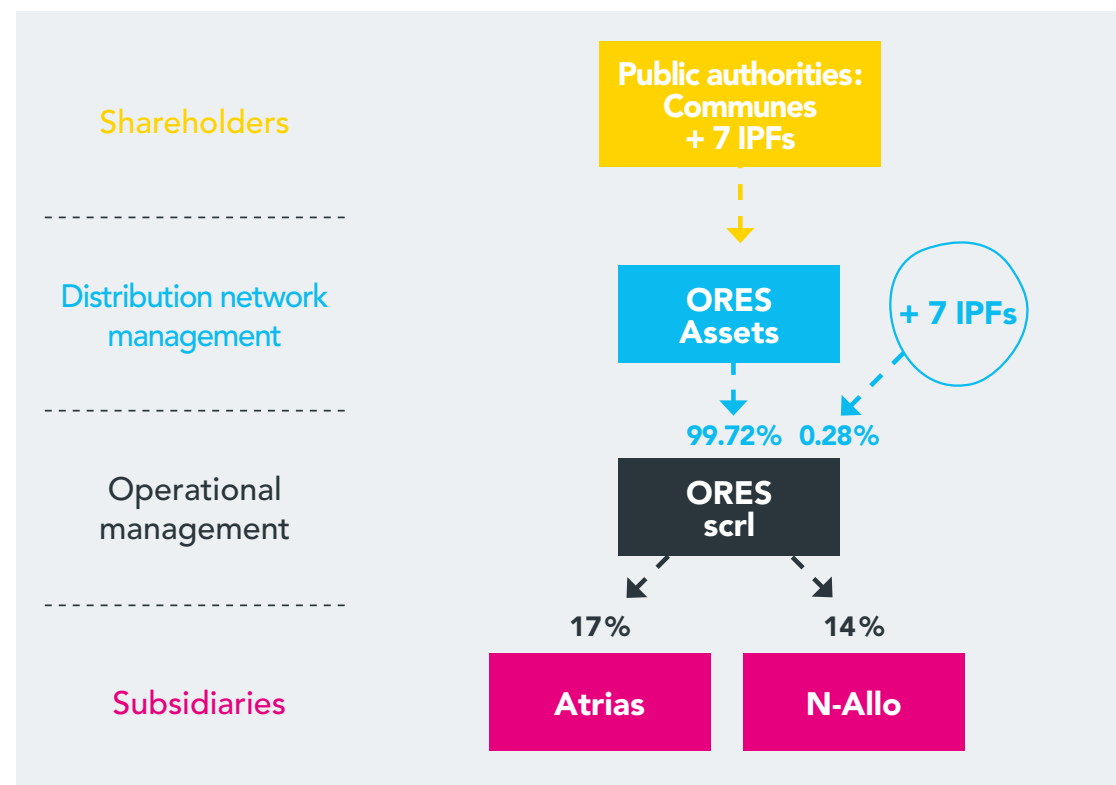 Shareholders
Public authorities:
Communes
+ 7 IPFs
Distribution network
management
ORES
Assets
+ 7 IPFs
99.72%
0.28%
Operational
management
ORES
scrl
17%
14%
Subsidiaries
Atrias
N-Allo